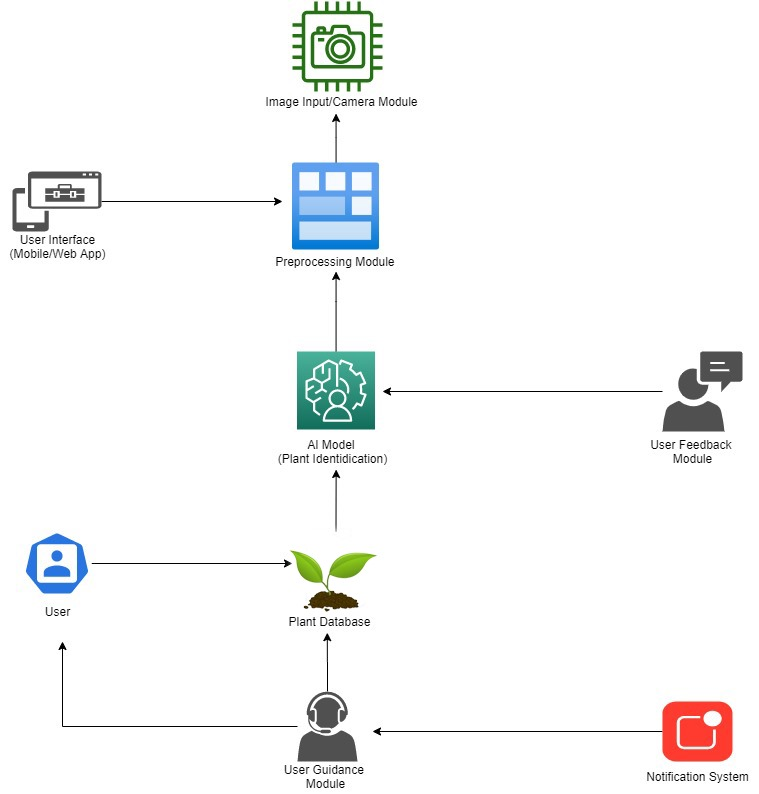 Image Input/Camera Module
User Interface
(Mobile/Web App)
Preprocessing Module
AI Model
(Plant Identidication)
User Feedback
Module
User
Plant Database
User Guidance
Module
Notification System